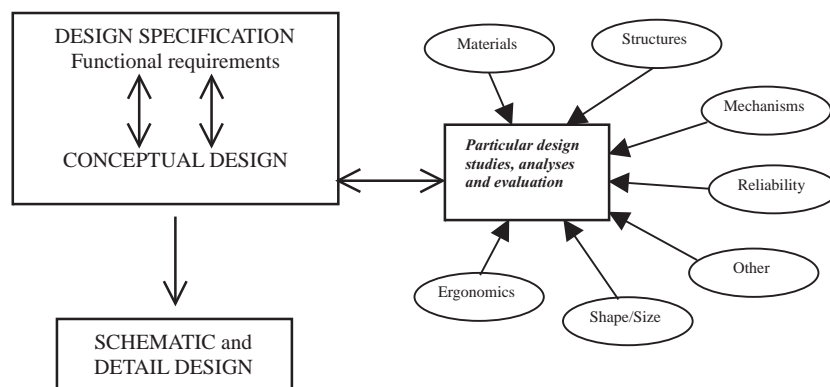 DESIGN SPECIFICATION
Functional requirements
CONCEPTUAL DESIGN
SCHEMATIC and
DETAIL DESIGN
Materials
Structures
Mechanisms
Particular design
studies, analyses
and evaluation
Reliability
Other
Ergonomics
Shape/Size